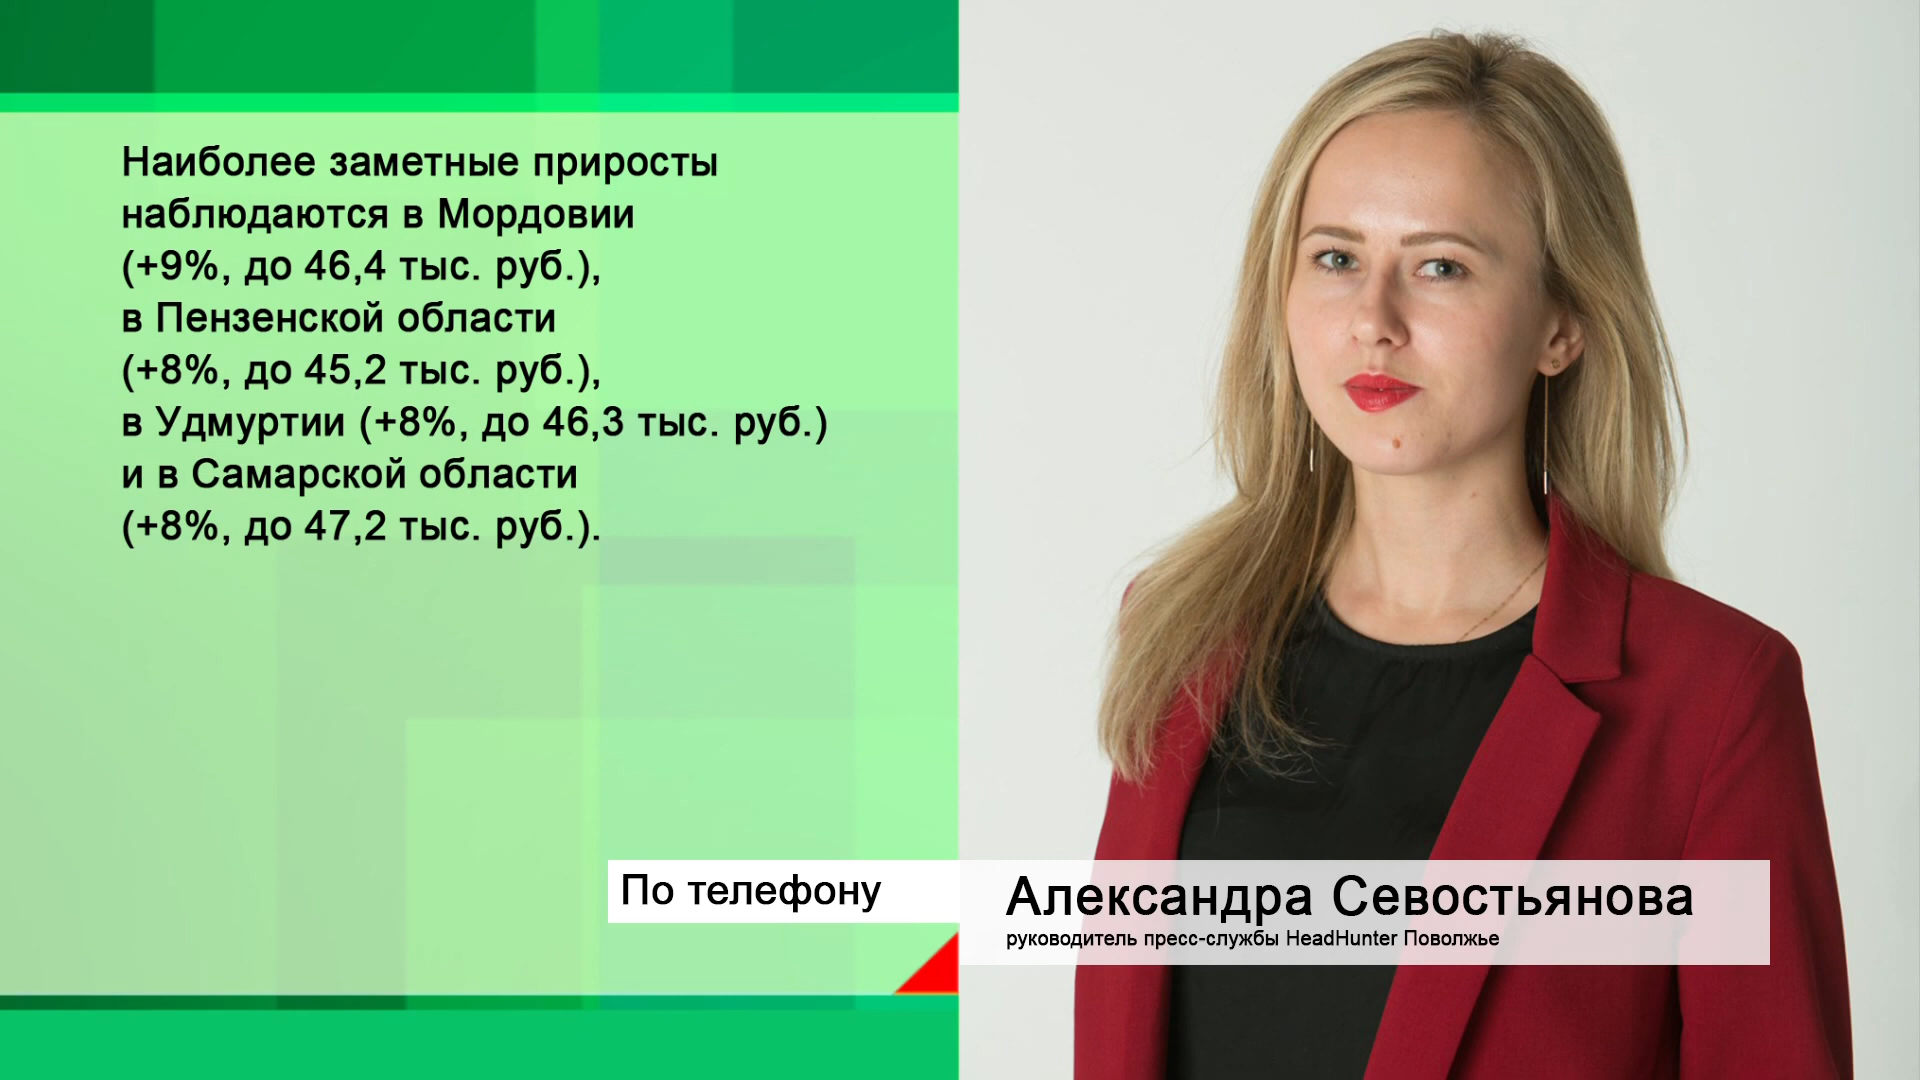 Наиболее заметные приросты
наблюдаются в Мордовии
(+9%, до 46,4 тыс. руб.),
в Пензенской области
(+8%, до 45,2 тыс. руб.),
в Удмуртии (+8%, до 46,3 тыс. руб.)
и в Самарской области
(+8%, до 47,2 тыс. руб.).
По телефону
Александра Севостьянова
руководитель пресс-службы HeadHunter Поволжье